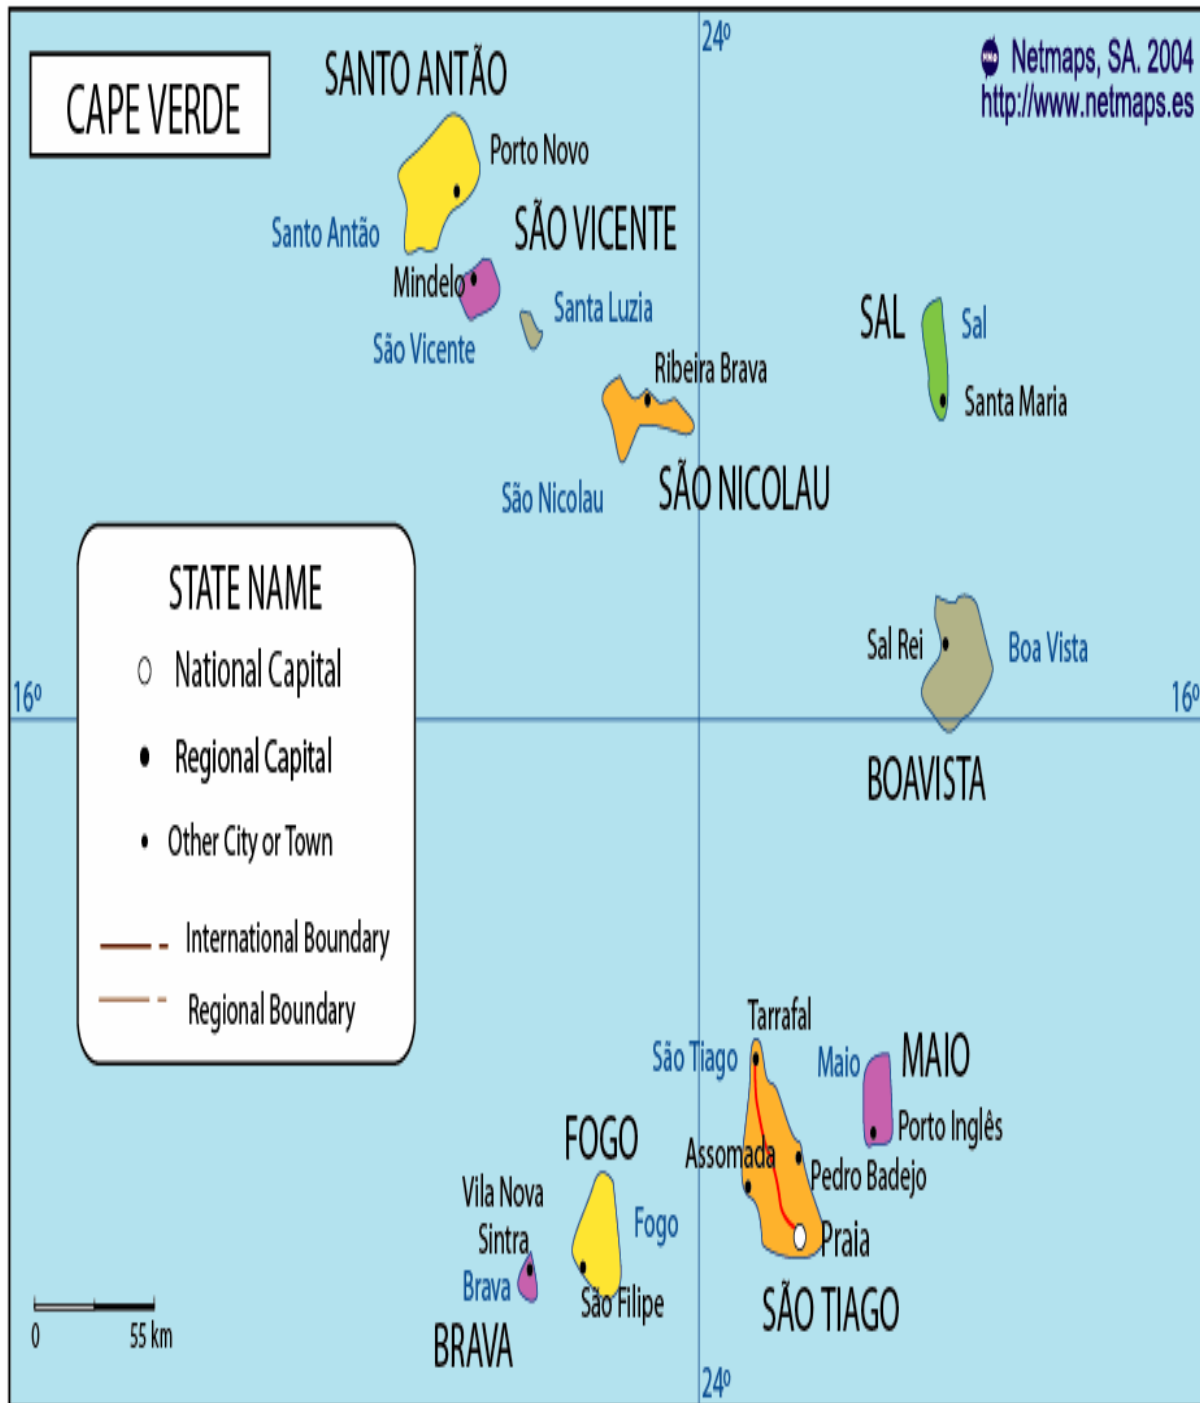 24º
Netmaps, SA. 2004
http://www.netmaps.es
CAPE VERDE
SANTO ANTÃO
Porto Novo
Santo Antão
SÃO VICENTE
Mindelo
São Vicente
Santa Luzia
SAL
Sal
Ribeira Brava
Santa Maria
São Nicolau
SÃO NICOLAU
STATE NAME
National Capital
Regional Capital
Other City or Town
International Boundary
Regional Boundary
Sal Rei
Boa Vista
16º
16º
BOAVISTA
Tarrafal
São Tiago
Maio
MAIO
Porto Inglês
Assomada
Pedro Badejo
Praia
SÃO TIAGO
FOGO
Fogo
São Filipe
Vila Nova
Sintra
Brava
BRAVA
0
55 km
24º